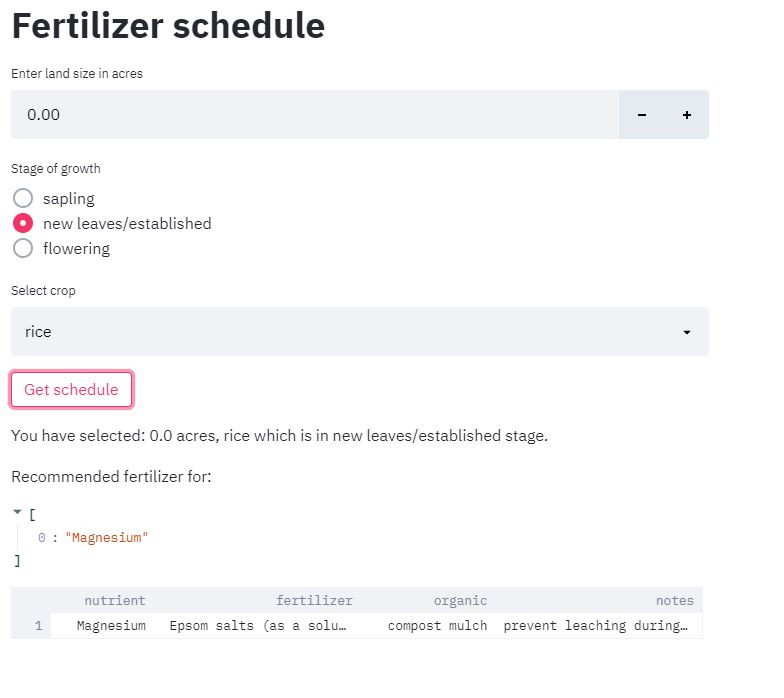 Fertilizer schedule
Enter land size in acres
0.00 − +
Stage of growth
sapling
new leaves/established
flowering
Select crop
rice
Get schedule
You have selected: 0.0 acres, rice which is in new leaves/established stage.
Recommended fertilizer for:
[
0 : "Magnesium"
]
nutrient fertilizer organic notes
1 Magnesium Epsom salts (as a solu… compost mulch prevent leaching during…